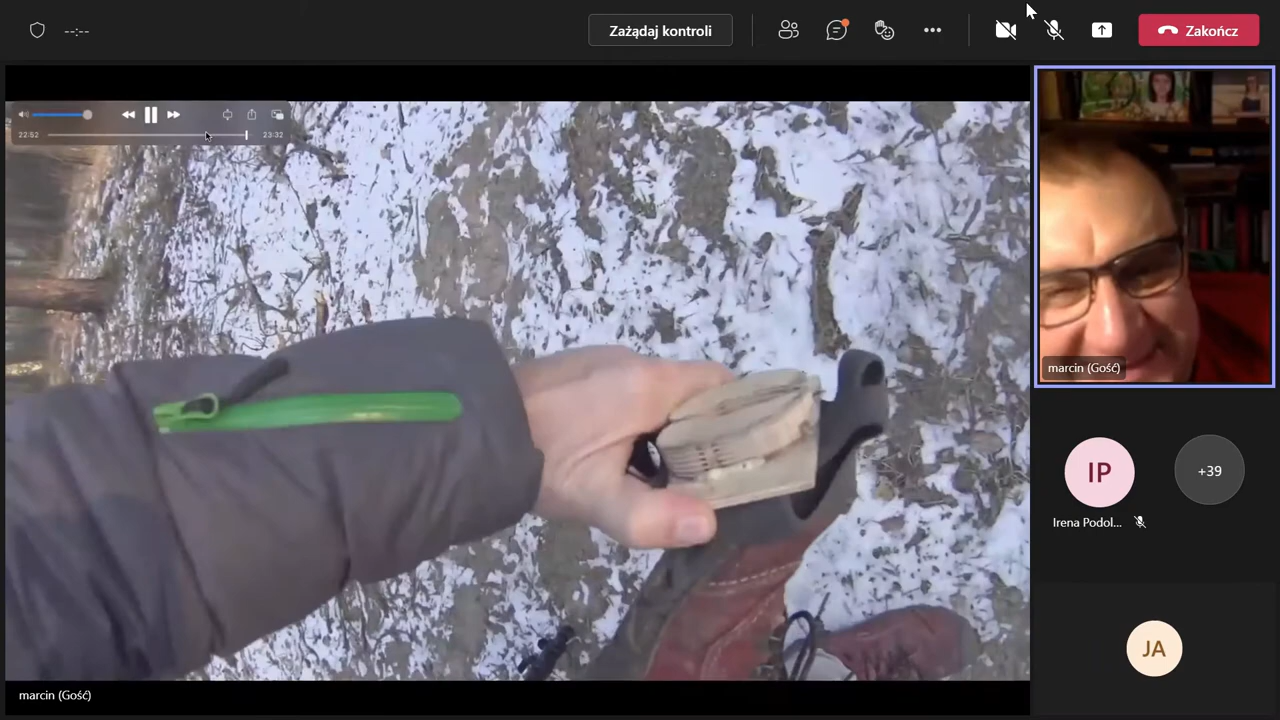 --:--
Zażądaj kontroli
Zakończ
22:52
23:32
marcin (Gość)
IP
+39
Irena Podol...
JA
marcin (Gość)